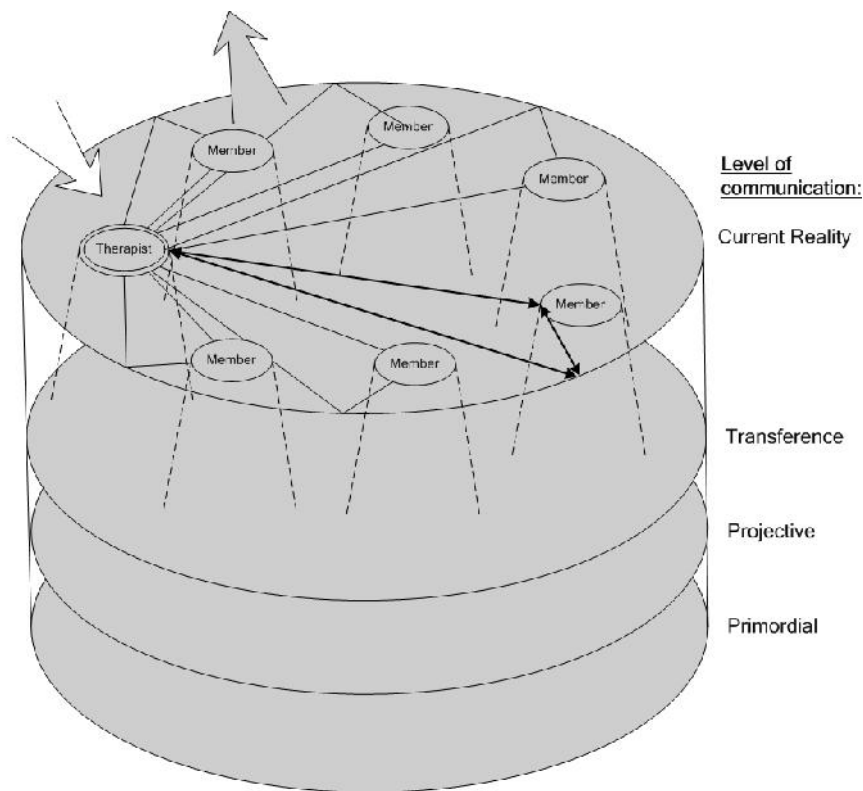 Member
Member
Member
Therapist
Member
Member
Member
Level of
communication:
Current Reality
Transference
Projective
Primordial